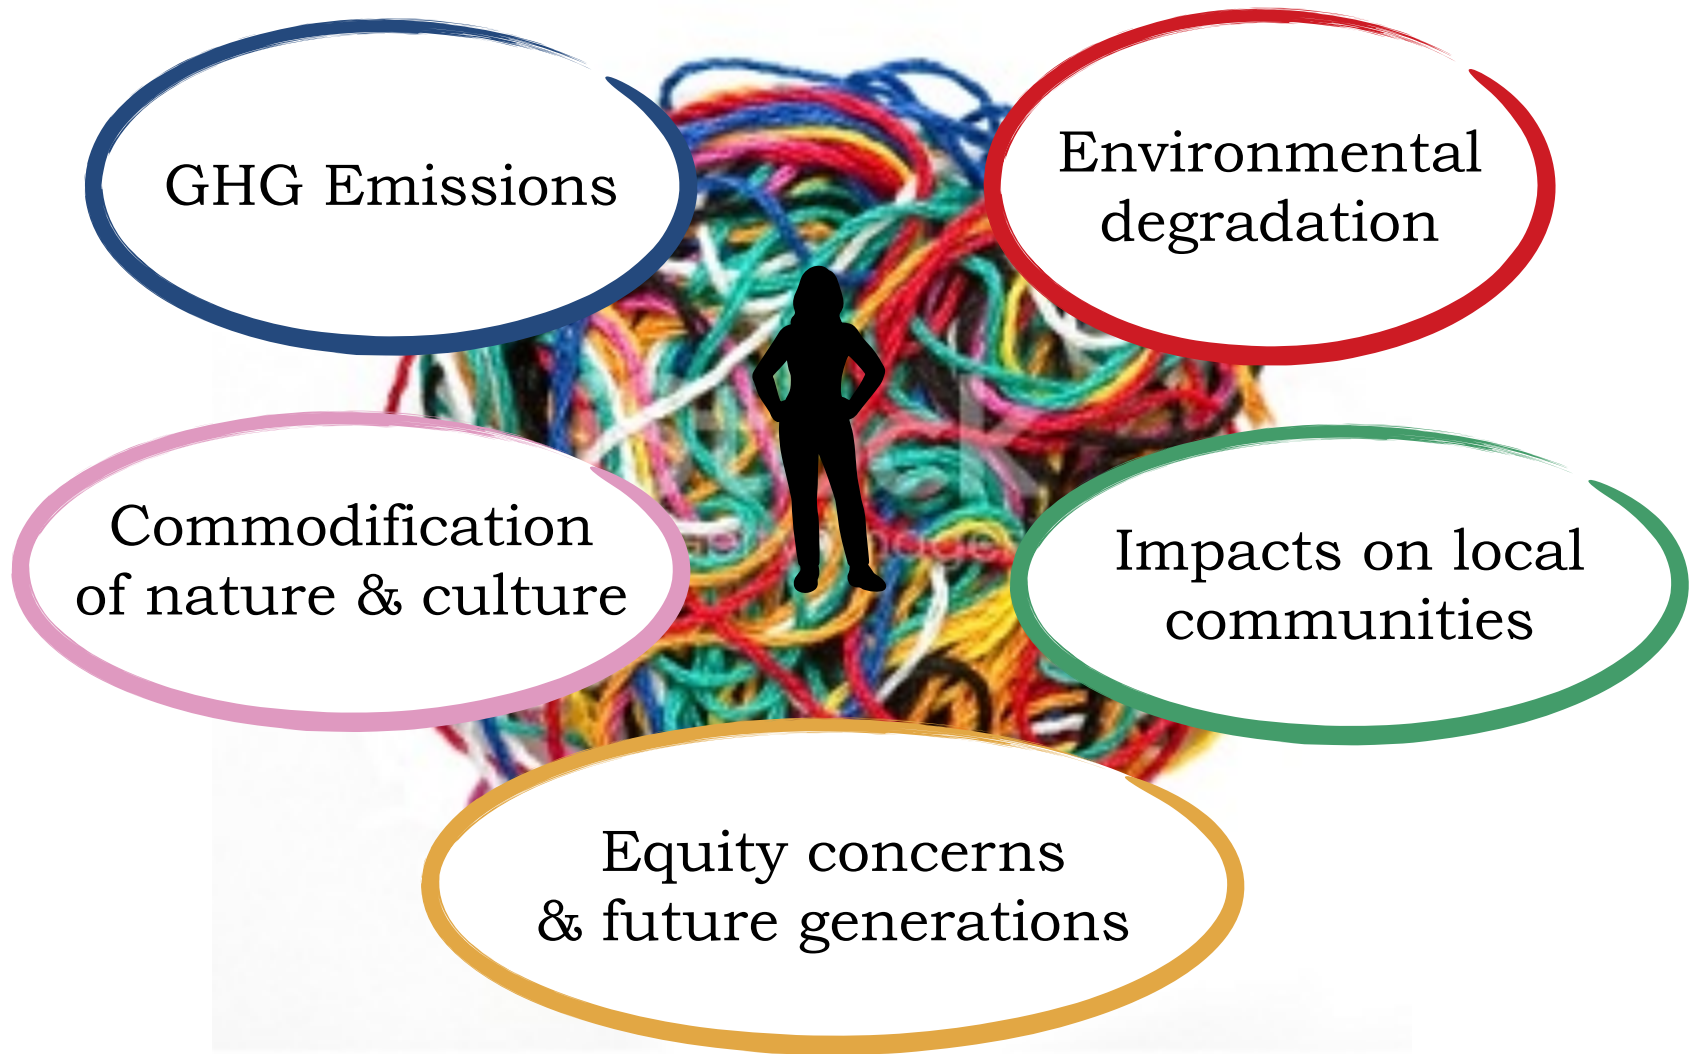 GHG Emissions
Environmental
degradation
Commodification
of nature & culture
Impacts on local
communities
Equity concerns
& future generations